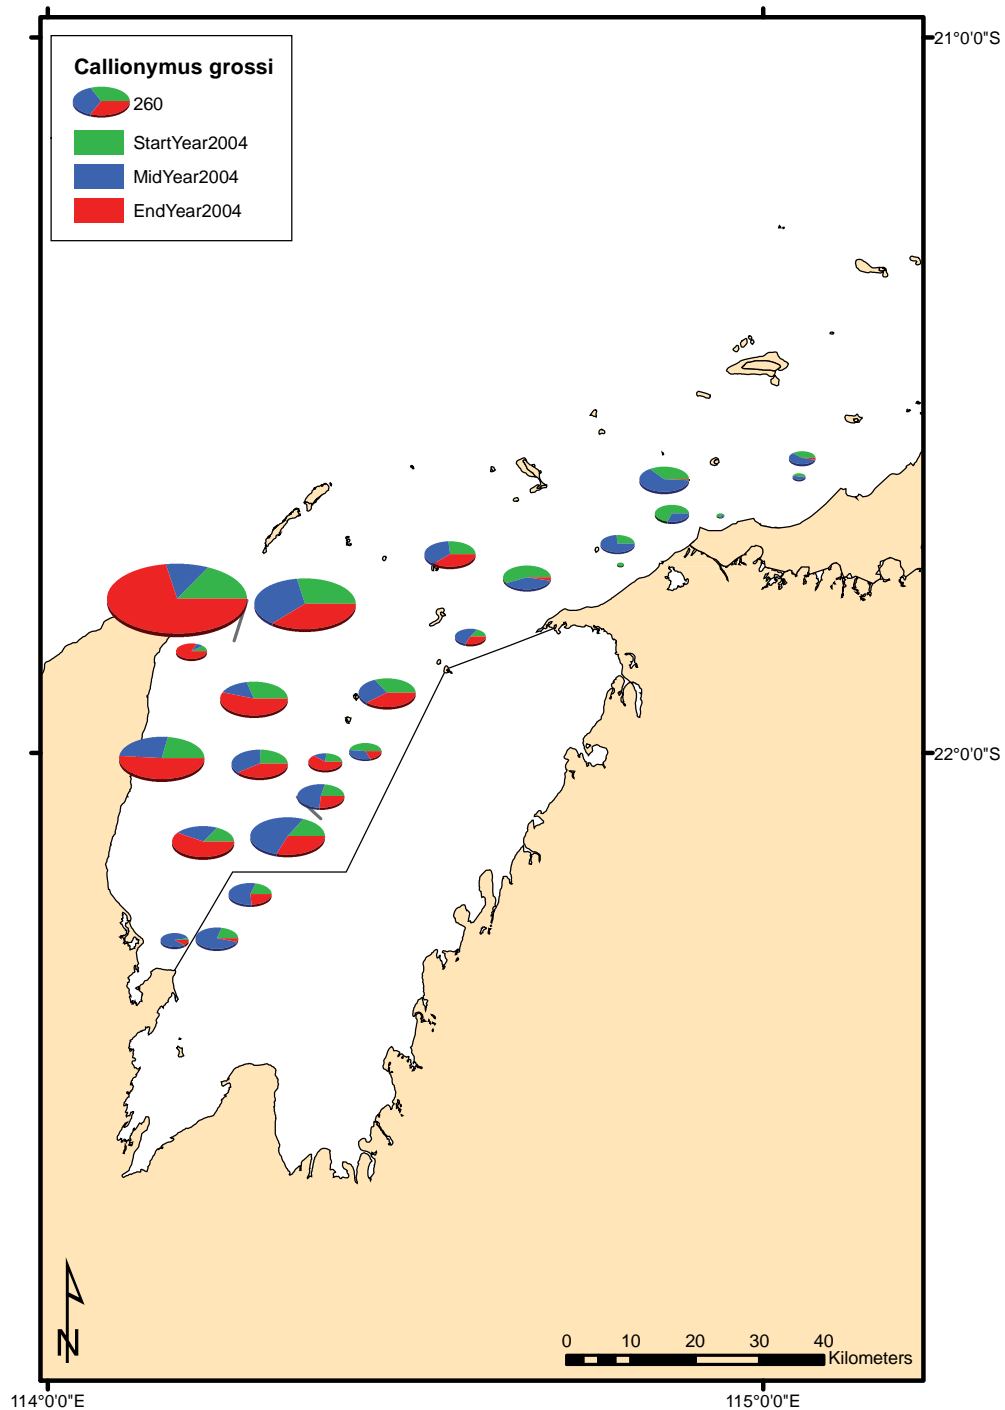 Callionymus grossi
260
StartYear2004
MidYear2004
EndYear2004
21°0'0"S
22°0'0"S
N
0 10 20 30 40
Kilometers
114°0'0"E 115°0'0"E